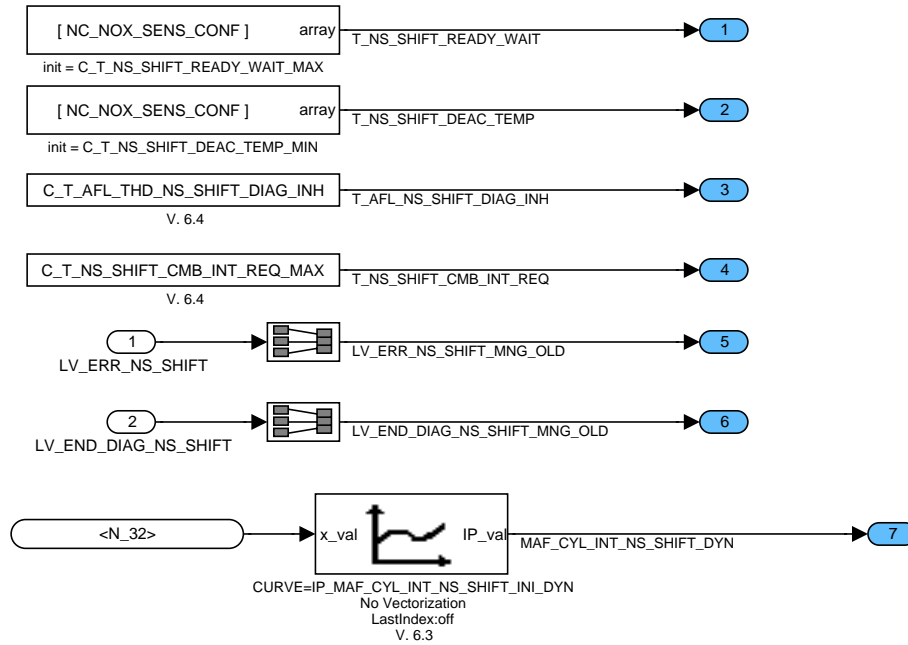 [ NC_NOX_SENS_CONF ] array
T_NS_SHIFT_READY_WAIT
1
init = C_T_NS_SHIFT_READY_WAIT_MAX
[ NC_NOX_SENS_CONF ] array
T_NS_SHIFT_DEAC_TEMP
2
init = C_T_NS_SHIFT_DEAC_TEMP_MIN
C_T_AFL_THD_NS_SHIFT_DIAG_INH
T_AFL_NS_SHIFT_DIAG_INH
3
V. 6.4
C_T_NS_SHIFT_CMB_INT_REQ_MAX
T_NS_SHIFT_CMB_INT_REQ
4
V. 6.4
1
LV_ERR_NS_SHIFT
LV_ERR_NS_SHIFT_MNG_OLD
5
2
LV_END_DIAG_NS_SHIFT
LV_END_DIAG_NS_SHIFT_MNG_OLD
6
<N_32>
x_val
IP_val
MAF_CYL_INT_NS_SHIFT_DYN
7
CURVE=IP_MAF_CYL_INT_NS_SHIFT_INI_DYN
No Vectorization
LastIndex:off
V. 6.3